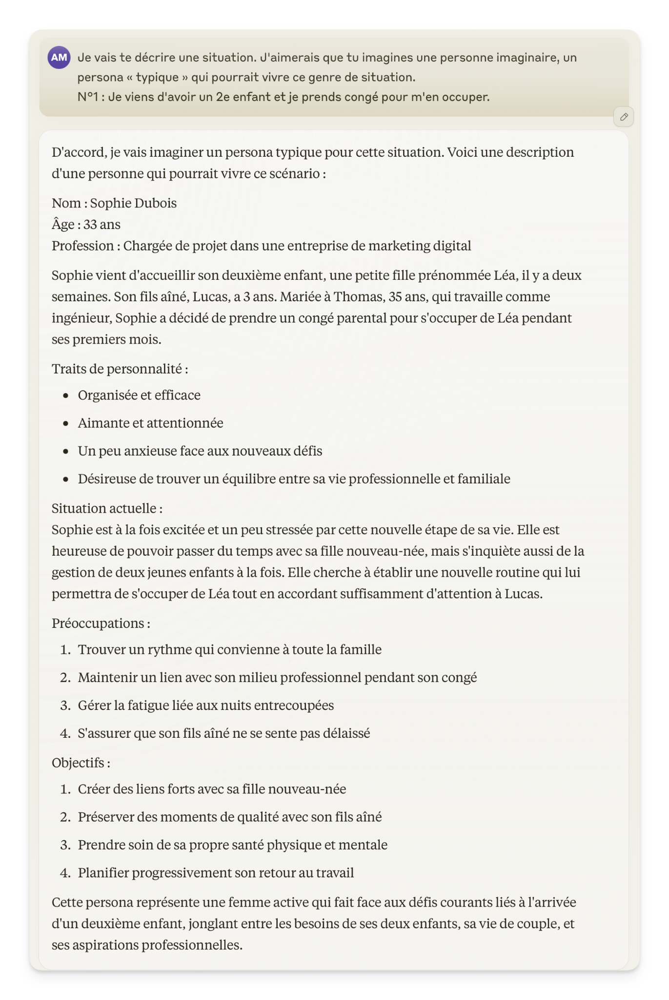 AM
Je vais te décrire une situation. J'aimerais que tu imagines une personne imaginaire, un
persona « typique » qui pourrait vivre ce genre de situation.
N°1 : Je viens d'avoir un 2e enfant et je prends congé pour m'en occuper.
D'accord, je vais imaginer un persona typique pour cette situation. Voici une description
d'une personne qui pourrait vivre ce scénario :
Nom : Sophie Dubois
Âge : 33 ans
Profession : Chargée de projet dans une entreprise de marketing digital
Sophie vient d'accueillir son deuxième enfant, une petite fille prénommée Léa, il y a deux
semaines. Son fils aîné, Lucas, a 3 ans. Mariée à Thomas, 35 ans, qui travaille comme
ingénieur, Sophie a décidé de prendre un congé parental pour s'occuper de Léa pendant
ses premiers mois.
Traits de personnalité :
• Organisée et efficace
• Aimante et attentionnée
• Un peu anxieuse face aux nouveaux défis
• Désireuse de trouver un équilibre entre sa vie professionnelle et familiale
Situation actuelle :
Sophie est à la fois excitée et un peu stressée par cette nouvelle étape de sa vie. Elle est
heureuse de pouvoir passer du temps avec sa fille nouveau-née, mais s'inquiète aussi de la
gestion de deux jeunes enfants à la fois. Elle cherche à établir une nouvelle routine qui lui
permettra de s'occuper de Léa tout en accordant suffisamment d'attention à Lucas.
Préoccupations :
1. Trouver un rythme qui convienne à toute la famille
2. Maintenir un lien avec son milieu professionnel pendant son congé
3. Gérer la fatigue liée aux nuits entrecoupées
4. S'assurer que son fils aîné ne se sente pas délaissé
Objectifs :
1. Créer des liens forts avec sa fille nouveau-née
2. Préserver des moments de qualité avec son fils aîné
3. Prendre soin de sa propre santé physique et mentale
4. Planifier progressivement son retour au travail
Cette persona représente une femme active qui fait face aux défis courants liés à l'arrivée
d'un deuxième enfant, jonglant entre les besoins de ses deux enfants, sa vie de couple, et
ses aspirations professionnelles.